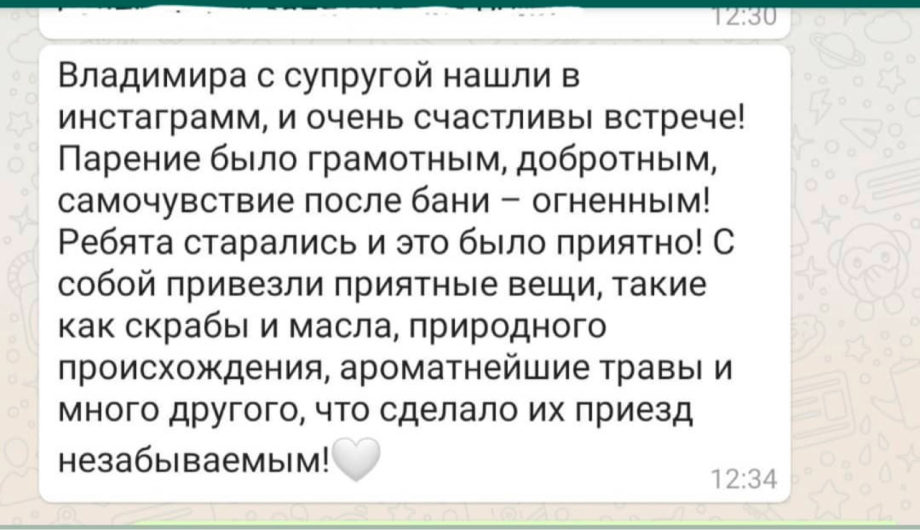 12:30
Владимира с супругой нашли в
инстаграмм, и очень счастливы встрече!
Парение было грамотным, добротным,
самочувствие после бани – огненным!
Ребята старались и это было приятно! С
собой привезли приятные вещи, такие
как скрабы и масла, природного
происхождения, ароматнейшие травы и
много другого, что сделало их приезд
незабываемым!🤍
12:34